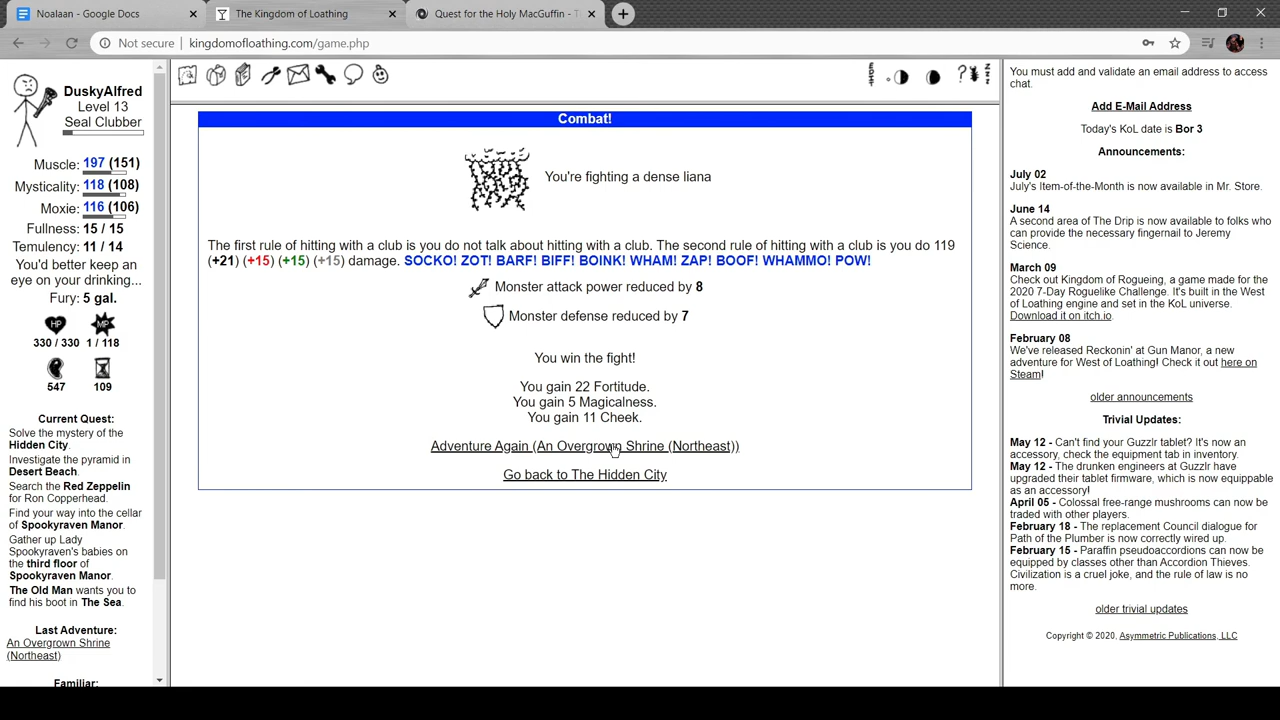 Noalaan - Google Docs
The Kingdom of Loathing
Quest for the Holy MacGuffin - T
Not secure | kingdomofloathing.com/game.php
DuskyAlfred
Level 13
Seal Clubber
Muscle: 197 (151)
Mysticality: 118 (108)
Moxie: 116 (106)
Fullness: 15 / 15
Temulency: 11 / 14
You'd better keep an
eye on your drinking...
Fury: 5 gal.
HP MP
330 / 330 1 / 118
547 109
Current Quest:
Solve the mystery of the
Hidden City.
Investigate the pyramid in
Desert Beach.
Search the Red Zeppelin
for Ron Copperhead.
Find your way into the cellar
of Spookyraven Manor.
Gather up Lady
Spookyraven's babies on
the third floor of
Spookyraven Manor.
The Old Man wants you to
find his boot in The Sea.
Last Adventure:
An Overgrown Shrine
(Northeast)
Familiar:
Combat!
You're fighting a dense liana
The first rule of hitting with a club is you do not talk about hitting with a club. The second rule of hitting with a club is you do 119
(+21) (+15) (+15) (+15) damage. SOCKO! ZOT! BARF! BIFF! BOINK! WHAM! ZAP! BOOF! WHAMMO! POW!
Monster attack power reduced by 8
Monster defense reduced by 7
You win the fight!
You gain 22 Fortitude.
You gain 5 Magicalness.
You gain 11 Cheek.
Adventure Again (An Overgrown Shrine (Northeast))
Go back to The Hidden City
You must add and validate an email address to access
chat.
Add E-Mail Address
Today's KoL date is Bor 3
Announcements:
July 02
July's Item-of-the-Month is now available in Mr. Store.
June 14
A second area of The Drip is now available to folks who
can provide the necessary fingernail to Jeremy
Science.
March 09
Check out Kingdom of Rogueing, a game made for the
2020 7-Day Roguelike Challenge. It's built in the West
of Loathing engine and set in the KoL universe.
Download it on itch.io.
February 08
We've released Reckonin' at Gun Manor, a new
adventure for West of Loathing! Check it out here on
Steam!
older announcements
Trivial Updates:
May 12 - Can't find your Guzzlr tablet? It's now an
accessory, check the equipment tab in inventory.
May 12 - The drunken engineers at Guzzlr have
upgraded their tablet firmware, which is now equippable
as an accessory!
April 05 - Colossal free-range mushrooms can now be
traded with other players.
February 18 - The replacement Council dialogue for
Path of the Plumber is now correctly wired up.
February 15 - Paraffin pseudoaccordions can now be
equipped by classes other than Accordion Thieves.
Civilization is a cruel joke, and the rule of law is no
more.
older trivial updates
Copyright © 2020, Asymmetric Publications, LLC